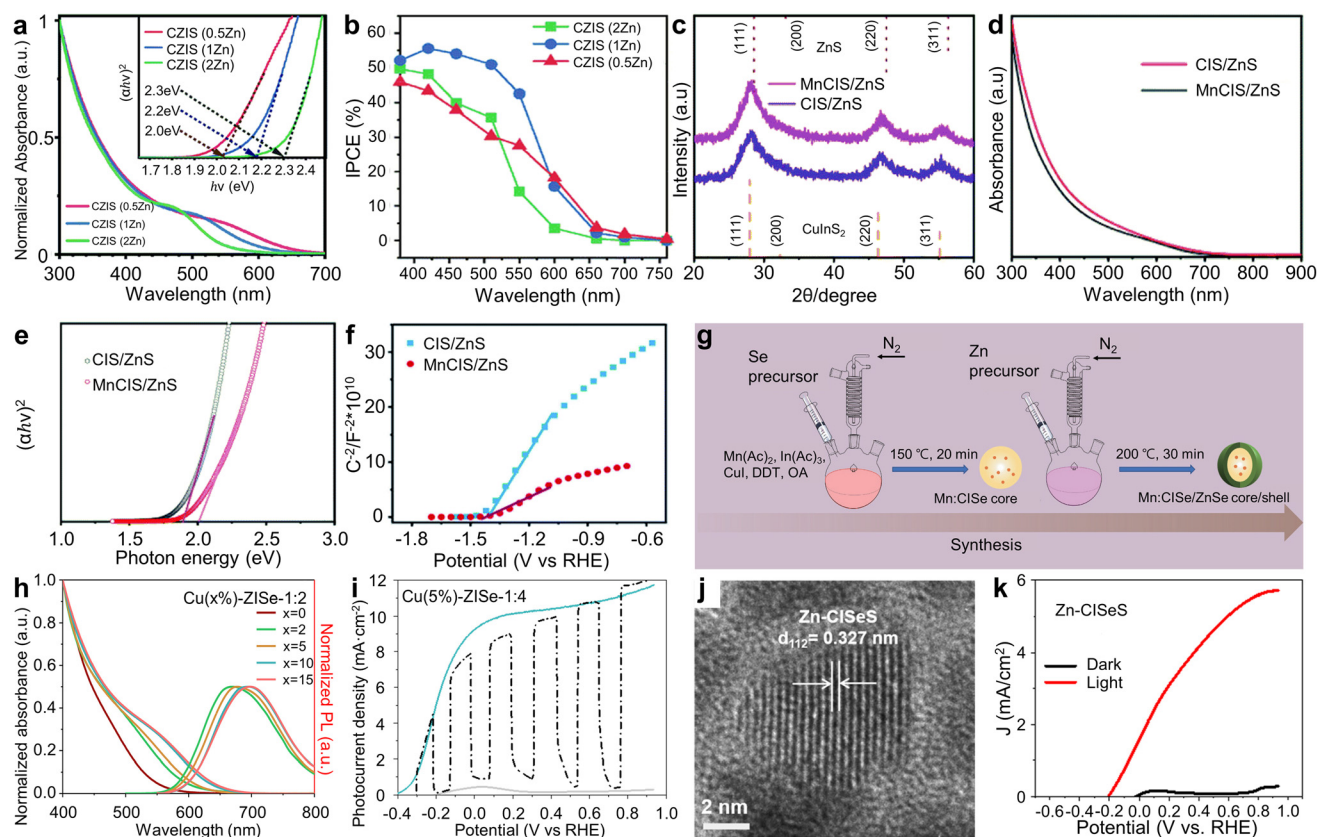 a
Normalized Absorbance (a.u.)
1
0.5
0
CZIS (0.5Zn)
CZIS (1Zn)
CZIS (2Zn)
(αhν)²
2.3eV
2.2eV
2.0eV
1.7 1.8 1.9 2.0 2.1 2.2 2.3 2.4
hν (eV)
CZIS (0.5Zn)
CZIS (1Zn)
CZIS (2Zn)
300 400 500 600 700
Wavelength (nm)
b
IPCE (%)
60
50
40
30
20
10
0
CZIS (2Zn)
CZIS (1Zn)
CZIS (0.5Zn)
400 450 500 550 600 650 700 750
Wavelength (nm)
c
Intensity (a.u)
(111)
(200)
ZnS
(220)
(311)
MnCIS/ZnS
CIS/ZnS
(111)
(200)
CuInS₂
(220)
(311)
20 30 40 50 60
2θ/degree
d
Absorbance (a.u)
CIS/ZnS
MnCIS/ZnS
300 400 500 600 700 800 900
Wavelength (nm)
e
(αhν)²
CIS/ZnS
MnCIS/ZnS
1.0 1.5 2.0 2.5 3.0
Photon energy (eV)
f
C⁻²/F⁻²*10¹⁰
30
20
10
0
CIS/ZnS
MnCIS/ZnS
-1.8 -1.4 -1.0 -0.6
Potential (V vs RHE)
g
Se
precursor
N₂
Zn
precursor
N₂
Mn(Ac)₂, In(Ac)₃,
CuI, DDT, OA
150 ℃, 20 min
Mn:CISe core
200 ℃, 30 min
Mn:CISe/ZnSe core/shell
Synthesis
h
Normalized absorbance (a.u.)
1.0
0.8
0.6
0.4
0.2
0.0
Cu(x%)-ZISe-1:2
x=0
x=2
x=5
x=10
x=15
Normalized PL (a.u.)
400 500 600 700 800
Wavelength (nm)
i
Photocurrent density (mA·cm⁻²)
12
10
8
6
4
2
0
Cu(5%)-ZISe-1:4
-0.4 -0.2 0.0 0.2 0.4 0.6 0.8 1.0
Potential (V vs RHE)
j
Zn-CISeS
d₁₁₂= 0.327 nm
2 nm
k
J (mA/cm²)
6
4
2
0
Zn-CISeS
Dark
Light
-0.6 -0.4 -0.2 0.0 0.2 0.4 0.6 0.8 1.0
Potential (V vs. RHE)